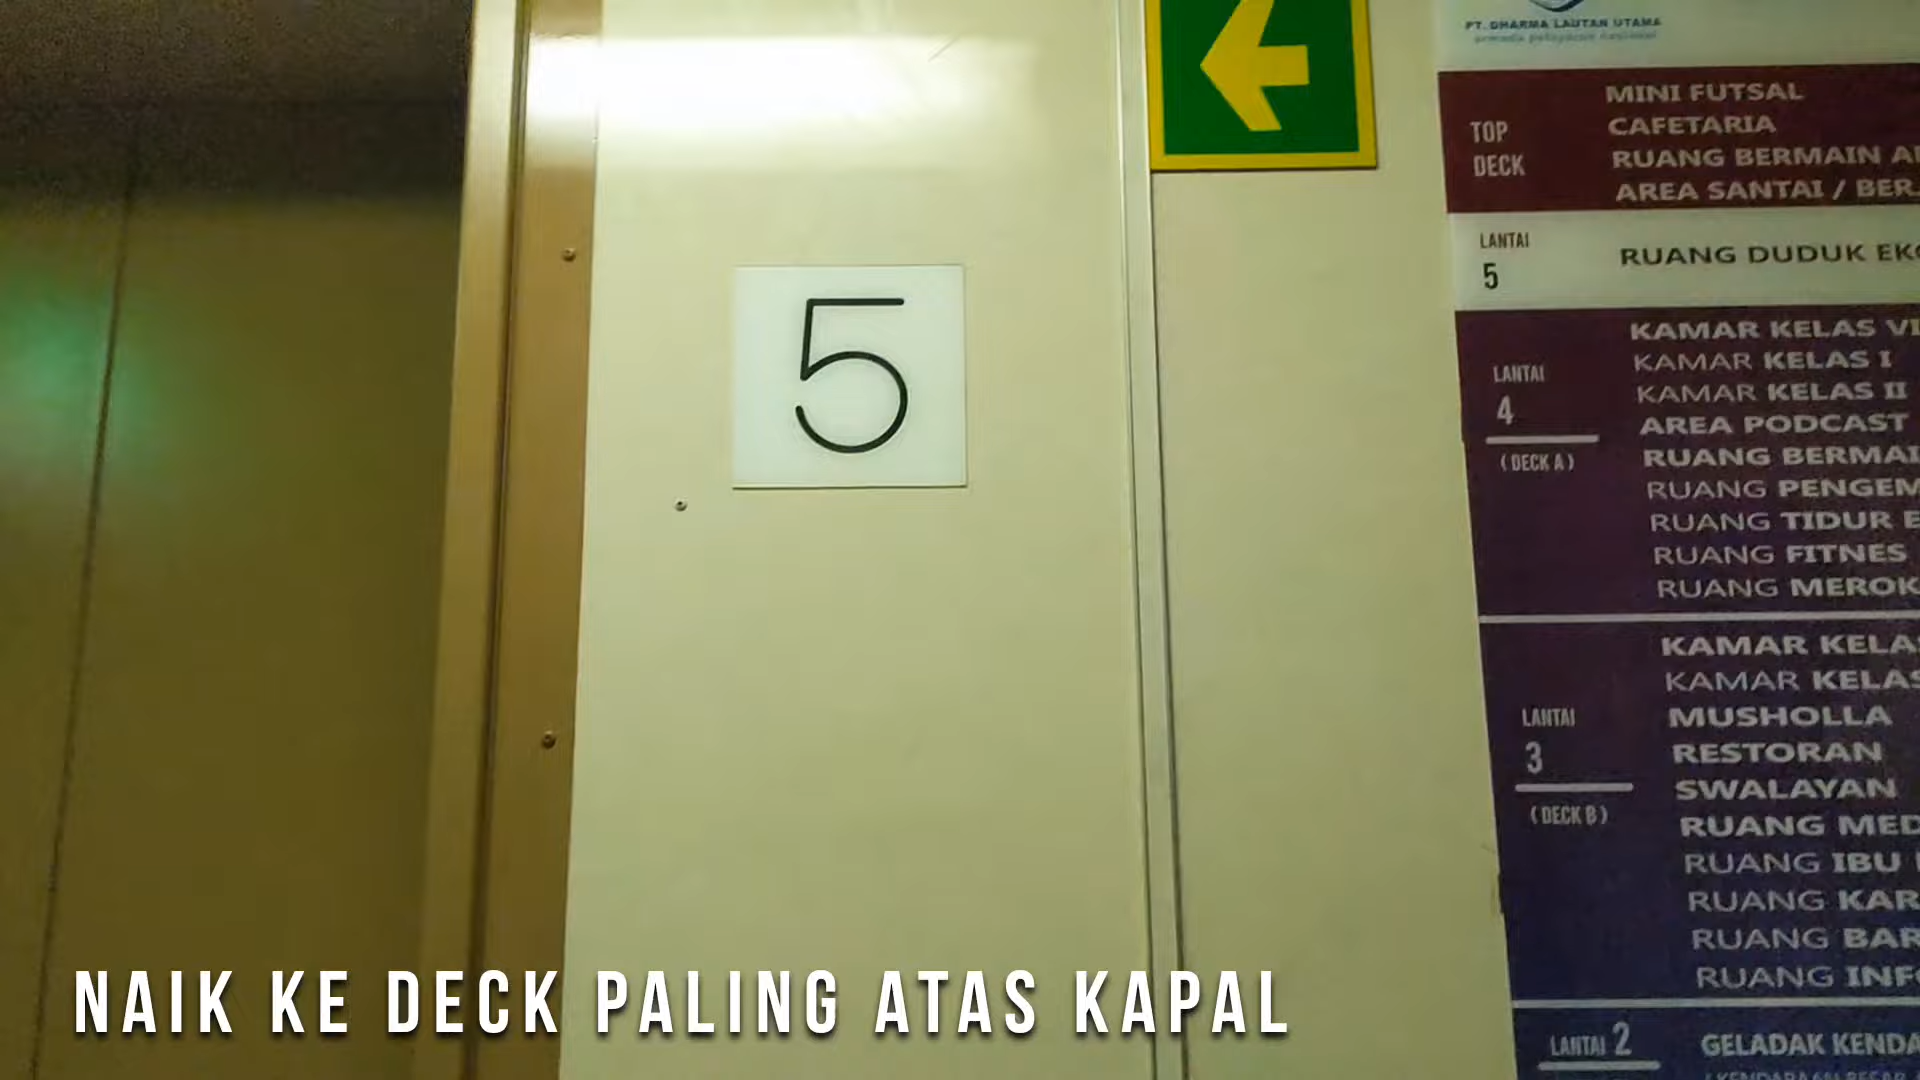 PT. DHARMA LAUTAN UTAMA
armada pelayaran nasional
TOP DECK
MINI FUTSAL
CAFETARIA
RUANG BERMAIN
AREA SANTAI /
LANTAI 5
RUANG DUDUK
LANTAI 4
(DECK A)
KAMAR KELAS
KAMAR KELAS I
KAMAR KELAS II
AREA PODCAST
RUANG
RUANG
RUANG TIDUR
RUANG FITNES
RUANG
LANTAI 3
(DECK B)
KAMAR
KAMAR
MUSHOLLA
RESTORAN
SWALAYAN
RUANG
RUANG IBU
RUANG
RUANG
RUANG
LANTAI 2
GELADAK
5
NAIK KE DECK PALING ATAS KAPAL